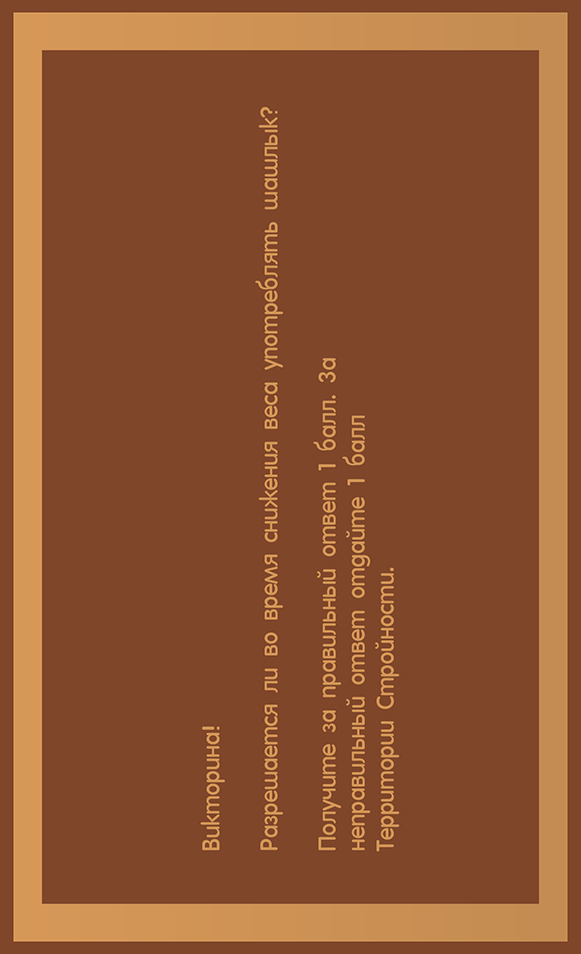 Викторина!
Разрешается ли во время снижения веса употреблять шашлык?
Получите за правильный ответ 1 балл. За
неправильный ответ отдайте 1 балл
Территории Стройности.